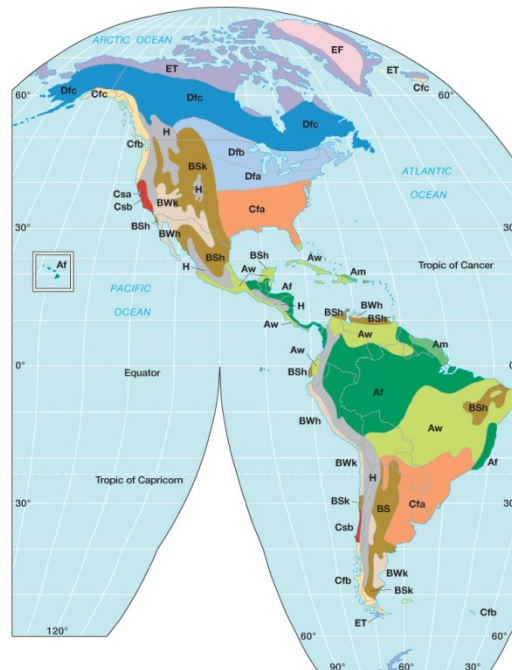 ARCTIC OCEAN
EF
ET
ET
Cfc
60°
Dfc
Cfc
Dfc
Dfc
60°
H
Cfb
Dfb
BSk
ATLANTIC
OCEAN
H
Dfa
Csa
Csb
BWk
Cfa
30°
BSh
BWh
30°
BSh
BSh
Aw
Tropic of Cancer
Af
H
Aw
Af
Am
PACIFIC
OCEAN
H
BWh
BSh
Aw
Aw
Am
Aw
0°
Equator
BSh
0°
Af
BSh
BWh
Aw
BWk
Af
Tropic of Capricorn
H
30°
BSk
BS
Cfa
30°
Csb
Cfb
BWk
BSk
Cfb
ET
120°
60°
60°
90°
60°
30°